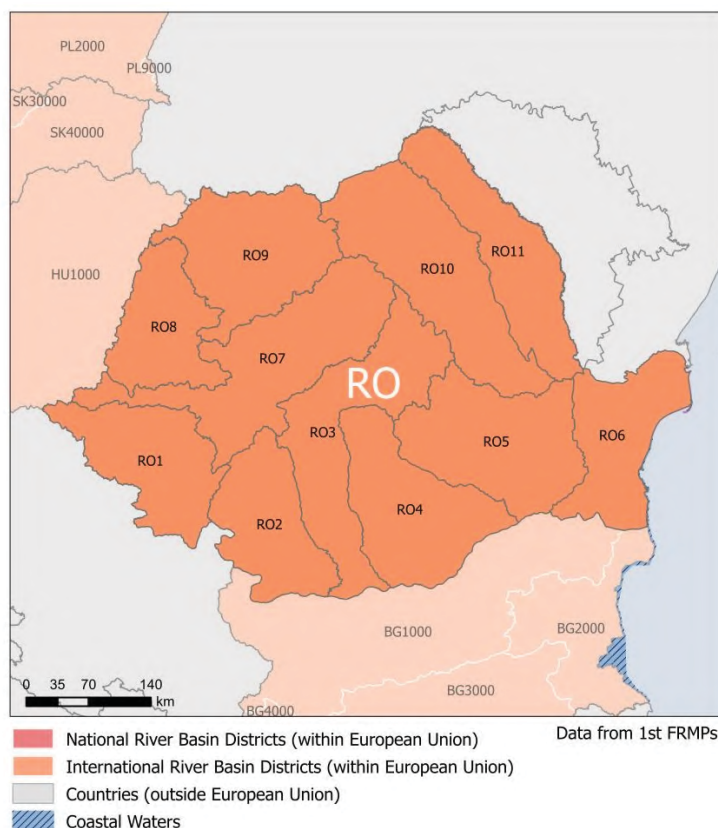 PL2000
PL9000
SK30000
SK40000
HU1000
RO9
RO10
RO11
RO8
RO7
RO
RO1
RO3
RO5
RO6
RO2
RO4
BG1000
BG2000
BG3000
BG4000
0 35 70 140
km
Data from 1st FRMPs
National River Basin Districts (within European Union)
International River Basin Districts (within European Union)
Countries (outside European Union)
Coastal Waters